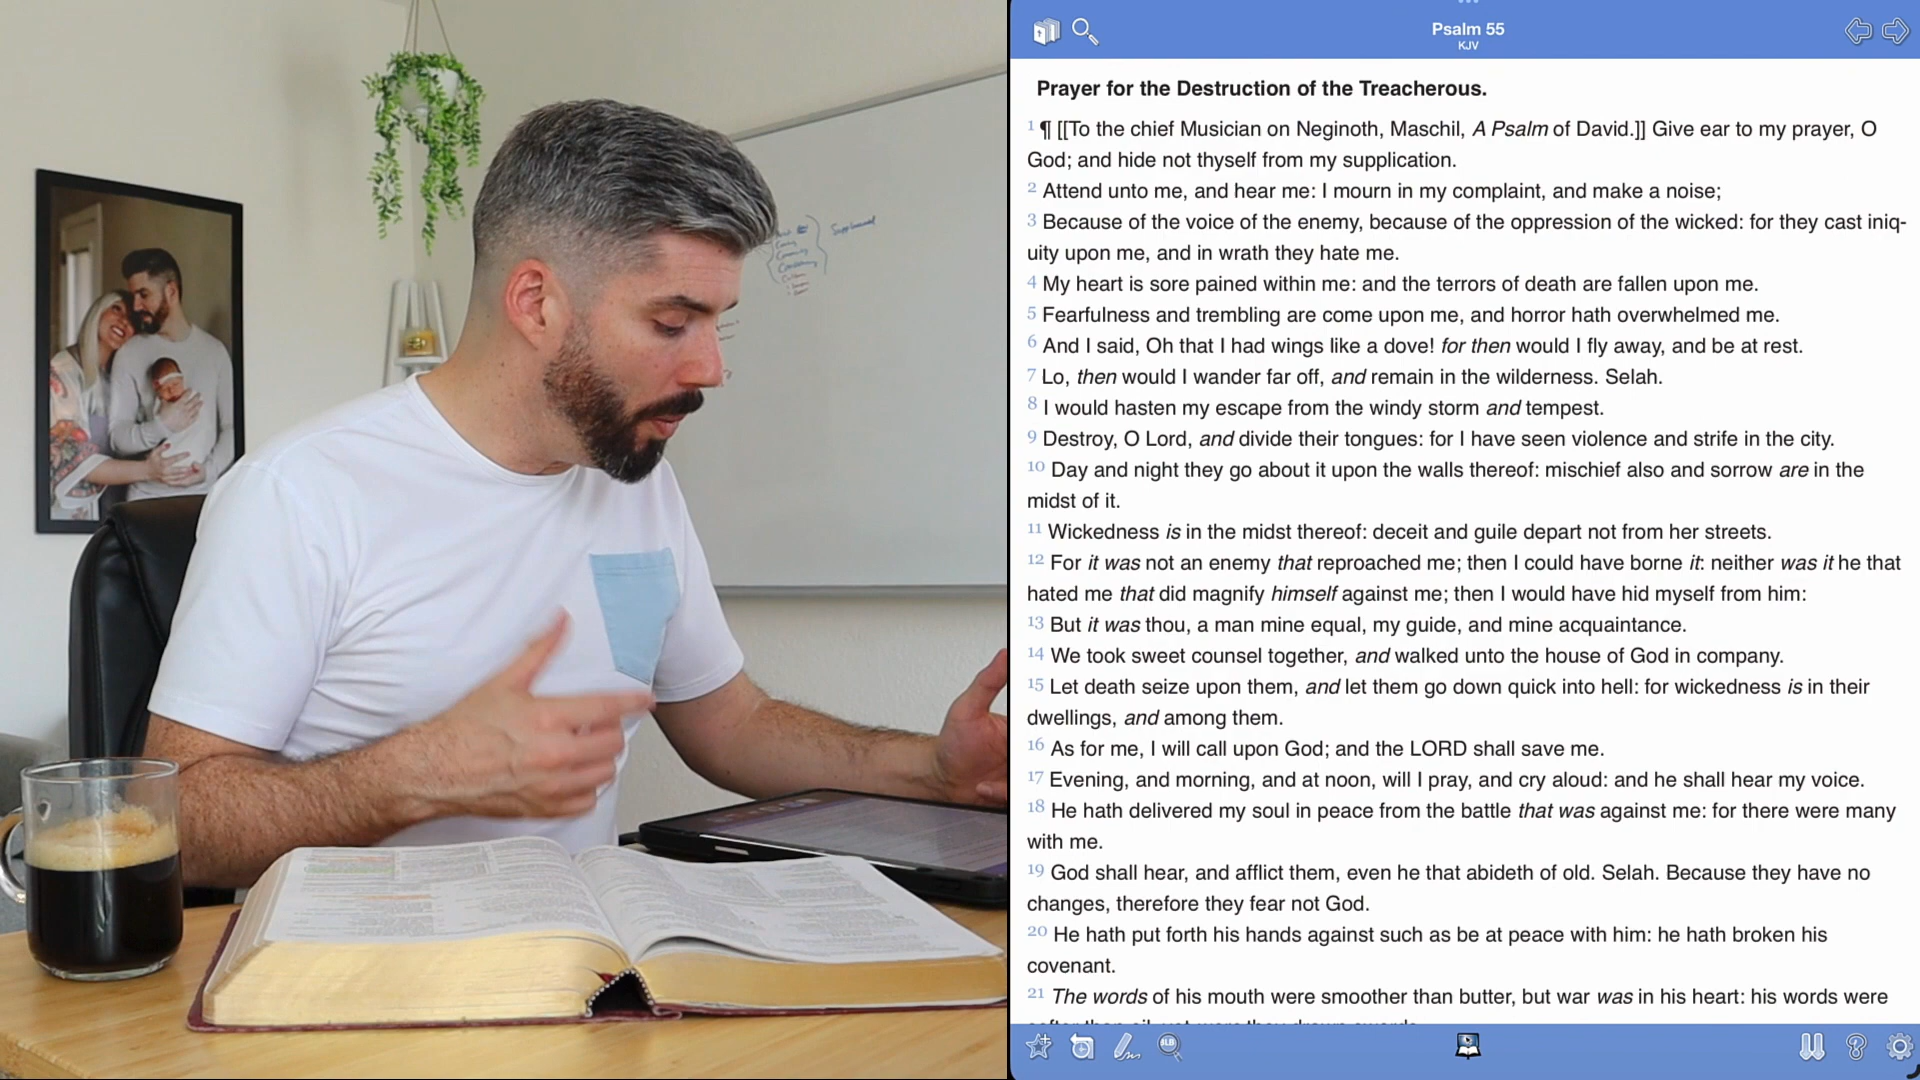 Psalm 55
KJV
Prayer for the Destruction of the Treacherous.
1 ¶ [[To the chief Musician on Neginoth, Maschil, A Psalm of David.]] Give ear to my prayer, O
God; and hide not thyself from my supplication.
2 Attend unto me, and hear me: I mourn in my complaint, and make a noise;
3 Because of the voice of the enemy, because of the oppression of the wicked: for they cast iniq-
uity upon me, and in wrath they hate me.
4 My heart is sore pained within me: and the terrors of death are fallen upon me.
5 Fearfulness and trembling are come upon me, and horror hath overwhelmed me.
6 And I said, Oh that I had wings like a dove! for then would I fly away, and be at rest.
7 Lo, then would I wander far off, and remain in the wilderness. Selah.
8 I would hasten my escape from the windy storm and tempest.
9 Destroy, O Lord, and divide their tongues: for I have seen violence and strife in the city.
10 Day and night they go about it upon the walls thereof: mischief also and sorrow are in the
midst of it.
11 Wickedness is in the midst thereof: deceit and guile depart not from her streets.
12 For it was not an enemy that reproached me; then I could have borne it: neither was it he that
hated me that did magnify himself against me; then I would have hid myself from him:
13 But it was thou, a man mine equal, my guide, and mine acquaintance.
14 We took sweet counsel together, and walked unto the house of God in company.
15 Let death seize upon them, and let them go down quick into hell: for wickedness is in their
dwellings, and among them.
16 As for me, I will call upon God; and the LORD shall save me.
17 Evening, and morning, and at noon, will I pray, and cry aloud: and he shall hear my voice.
18 He hath delivered my soul in peace from the battle that was against me: for there were many
with me.
19 God shall hear, and afflict them, even he that abideth of old. Selah. Because they have no
changes, therefore they fear not God.
20 He hath put forth his hands against such as be at peace with him: he hath broken his
covenant.
21 The words of his mouth were smoother than butter, but war was in his heart: his words were